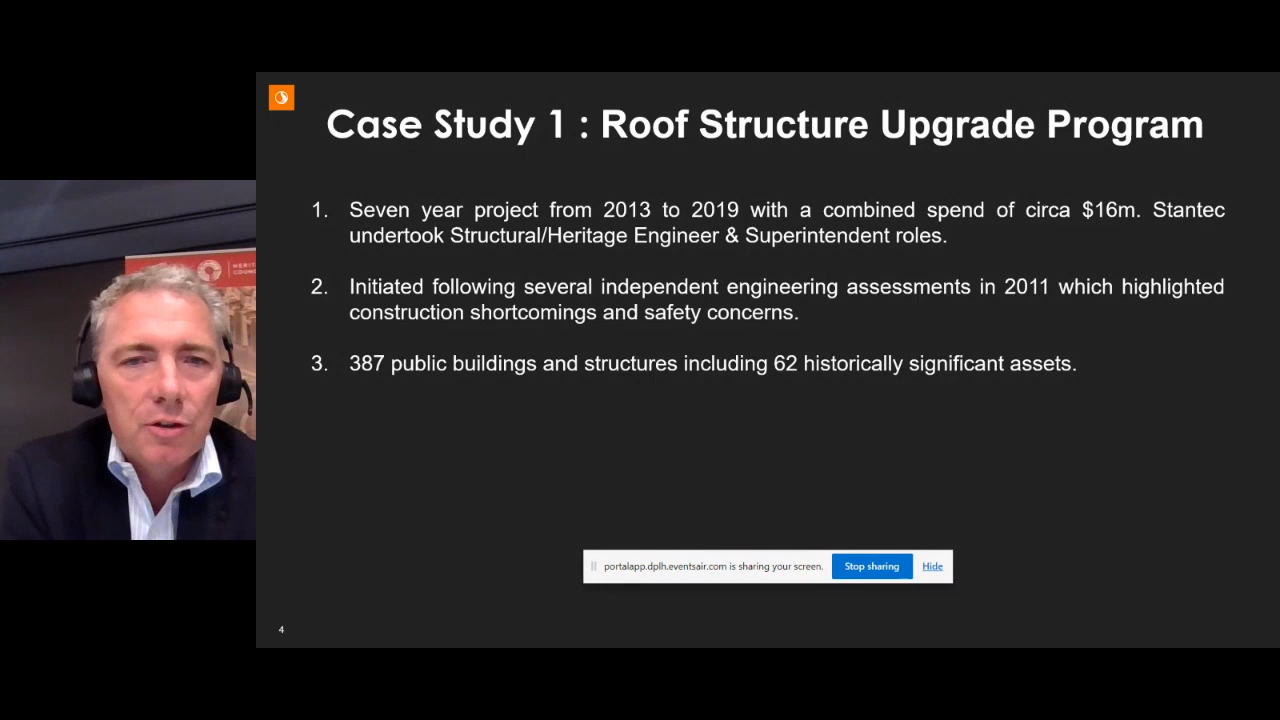 HERIT
COUNC
Case Study 1 : Roof Structure Upgrade Program
1. Seven year project from 2013 to 2019 with a combined spend of circa $16m. Stantec
undertook Structural/Heritage Engineer & Superintendent roles.
2. Initiated following several independent engineering assessments in 2011 which highlighted
construction shortcomings and safety concerns.
3. 387 public buildings and structures including 62 historically significant assets.
portalapp.dplh.eventsair.com is sharing your screen.
Stop sharing
Hide
4